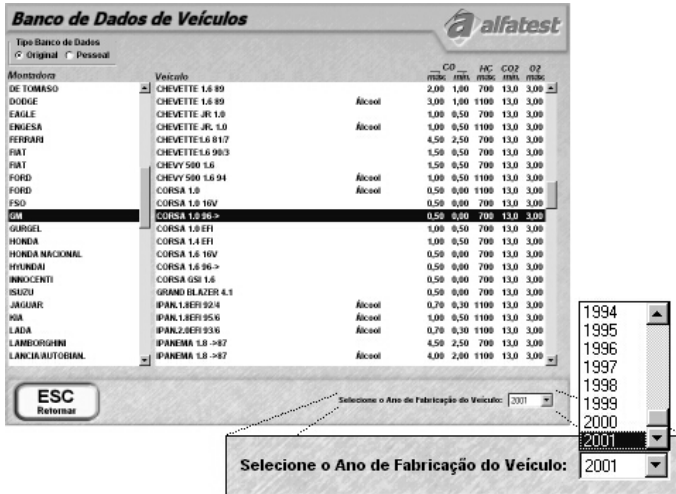 Banco de Dados de Veículos
alfatest
Tipo Banco de Dados
Original Pessoal
__ CO __ HC CO2 O2
Montadora Veículo máx. mín. máx. mín. máx.
DE TOMASO CHEVETTE 1.6 89 2,00 1,00 700 13,0 3,00
DODGE CHEVETTE 1.6 89 Álcool 3,00 1,00 1100 13,0 3,00
EAGLE CHEVETTE JR 1.0 1,00 0,50 700 13,0 3,00
ENGESA CHEVETTE JR. 1.0 Álcool 1,00 0,50 1100 13,0 3,00
FERRARI CHEVETTE1.6 81/7 4,50 2,50 700 13,0 3,00
FIAT CHEVETTE1.6 90/3 1,50 0,50 700 13,0 3,00
FIAT CHEVY 500 1.6 1,50 0,50 700 13,0 3,00
FORD CHEVY 500 1.6 94 Álcool 1,00 0,50 1100 13,0 3,00
FORD CORSA 1.0 Álcool 0,50 0,00 1100 13,0 3,00
FSO CORSA 1.0 16V 0,50 0,00 700 13,0 3,00
GM CORSA 1.0 96-> 0,50 0,00 700 13,0 3,00
GURGEL CORSA 1.0 EFI 1,00 0,50 700 13,0 3,00
HONDA CORSA 1.4 EFI 1,00 0,50 700 13,0 3,00
HONDA NACIONAL CORSA 1.6 16V 0,50 0,00 700 13,0 3,00
HYUNDAI CORSA 1.6 96-> 0,50 0,00 700 13,0 3,00
INNOCENTI CORSA GSI 1.6 0,50 0,00 700 13,0 3,00
ISUZU GRAND BLAZER 4.1 0,50 0,00 700 13,0 3,00
JAGUAR IPAN.1.8EFI 92/4 Álcool 0,70 0,30 1100 13,0 3,00
KIA IPAN.1.8EFI 95/6 Álcool 1,00 0,50 1100 13,0 3,00
LADA IPAN.2.0EFI 93/6 Álcool 0,70 0,30 1100 13,0 3,00
LAMBORGHINI IPANEMA 1.8 ->87 4,50 2,50 700 13,0 3,00
LANCIA/AUTOBIAN. IPANEMA 1.8 ->87 Álcool 4,00 2,00 1100 13,0 3,00
ESC
Retornar
Selecione o Ano de Fabricação do Veículo: 2001
1994
1995
1996
1997
1998
1999
2000
2001
Selecione o Ano de Fabricação do Veículo: 2001